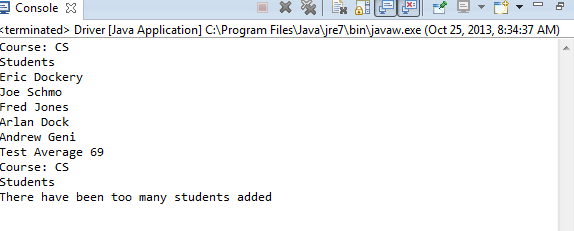 Console
<terminated> Driver [Java Application] C:\Program Files\Java\jre7\bin\javaw.exe (Oct 25, 2013, 8:34:37 AM)
Course: CS
Students
Eric Dockery
Joe Schmo
Fred Jones
Arlan Dock
Andrew Geni
Test Average 69
Course: CS
Students
There have been too many students added